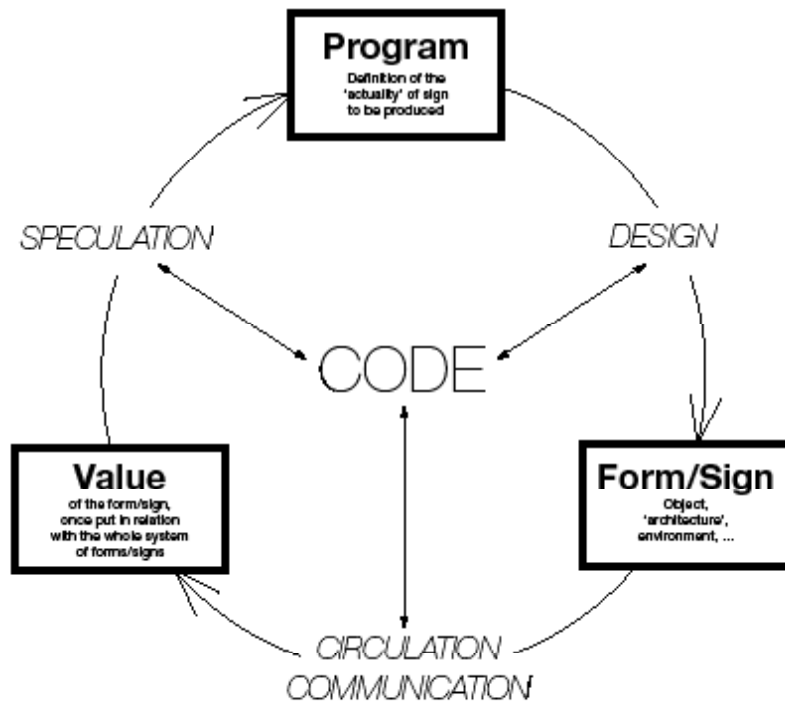 Program
Definition of the
'actuality' of sign
to be produced
SPECULATION
DESIGN
CODE
Value
of the form/sign,
once put in relation
with the whole system
of forms/signs
Form/Sign
Object,
'architecture',
environment, ...
CIRCULATION
COMMUNICATION